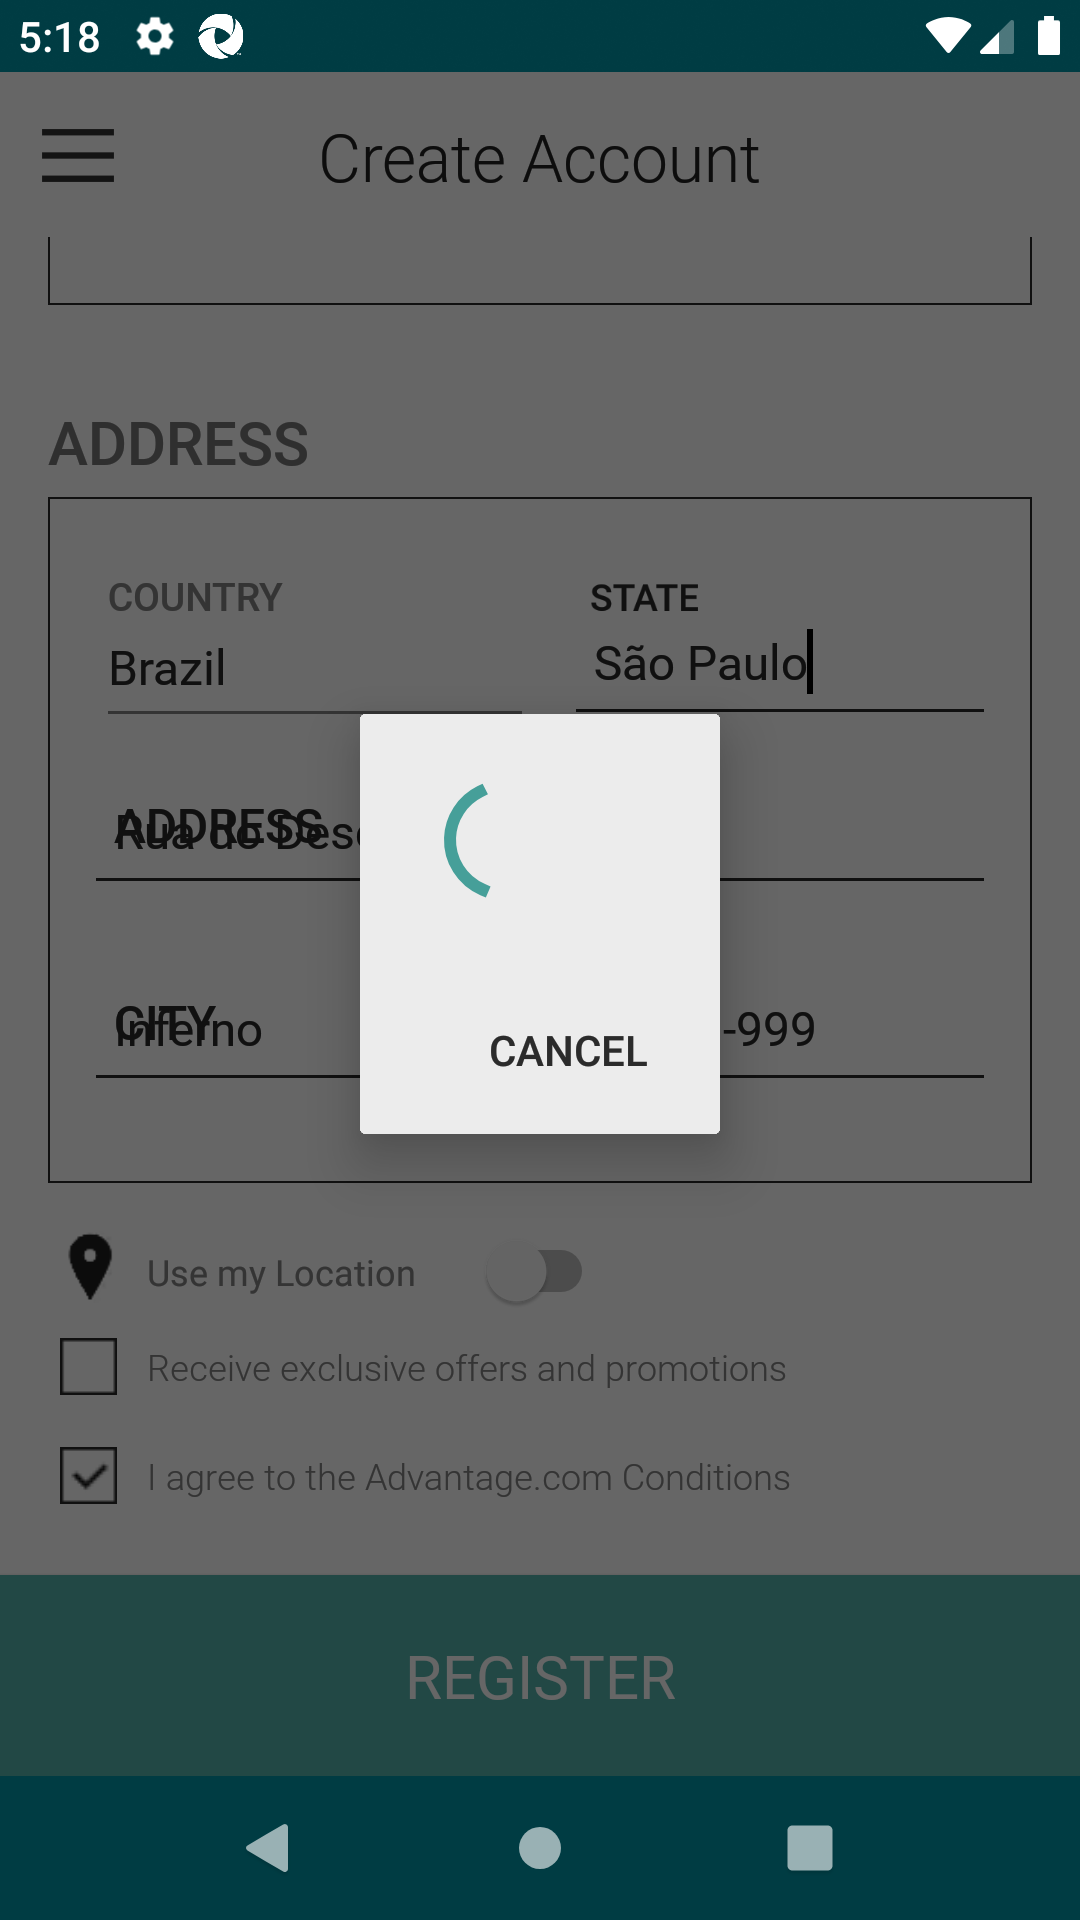 5:18
Create Account
ADDRESS
COUNTRY
STATE
Brazil
São Paulo
ADDRESS
Rua do
CITY
Inferno
-999
CANCEL
Use my Location
Receive exclusive offers and promotions
I agree to the Advantage.com Conditions
REGISTER